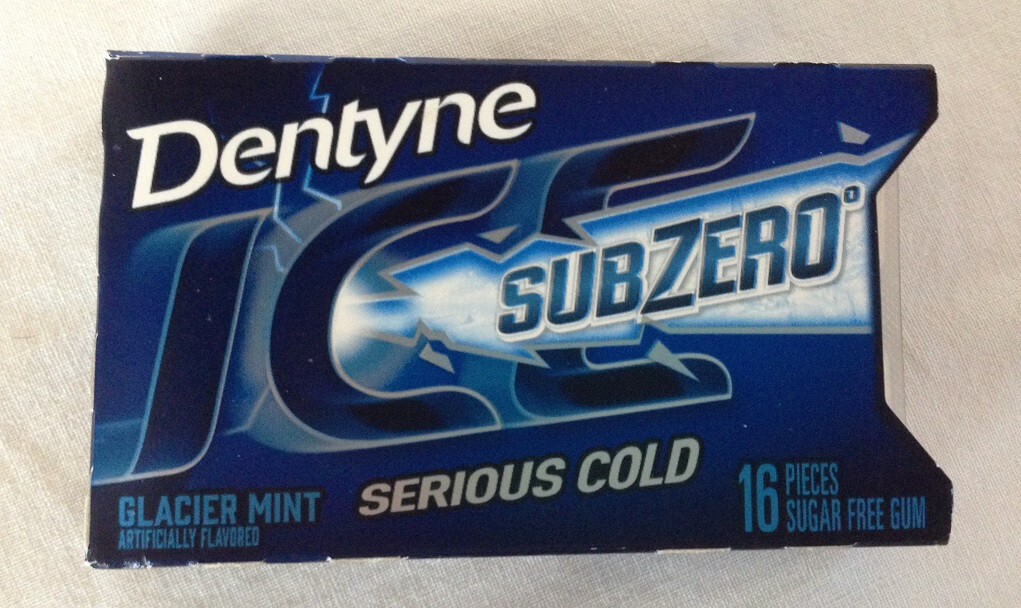 Dentyne
ICE
SUBZERO°
SERIOUS COLD
GLACIER MINT
ARTIFICIALLY FLAVORED
16 PIECES
SUGAR FREE GUM